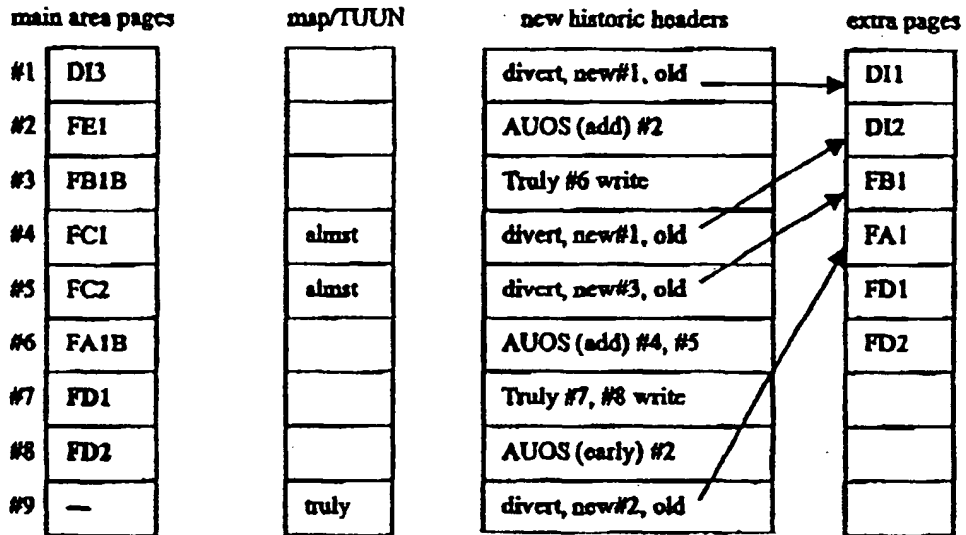 main area pages map/TUUN new historic headers extra pages
#1 DI3 divert, new#1, old DI1
#2 FE1 AUOS (add) #2 DI2
#3 FB1B Truly #6 write FB1
#4 FC1 almst divert, new#1, old FA1
#5 FC2 almst divert, new#3, old FD1
#6 FA1B AUOS (add) #4, #5 FD2
#7 FD1 Truly #7, #8 write
#8 FD2 AUOS (early) #2
#9 — truly divert, new#2, old